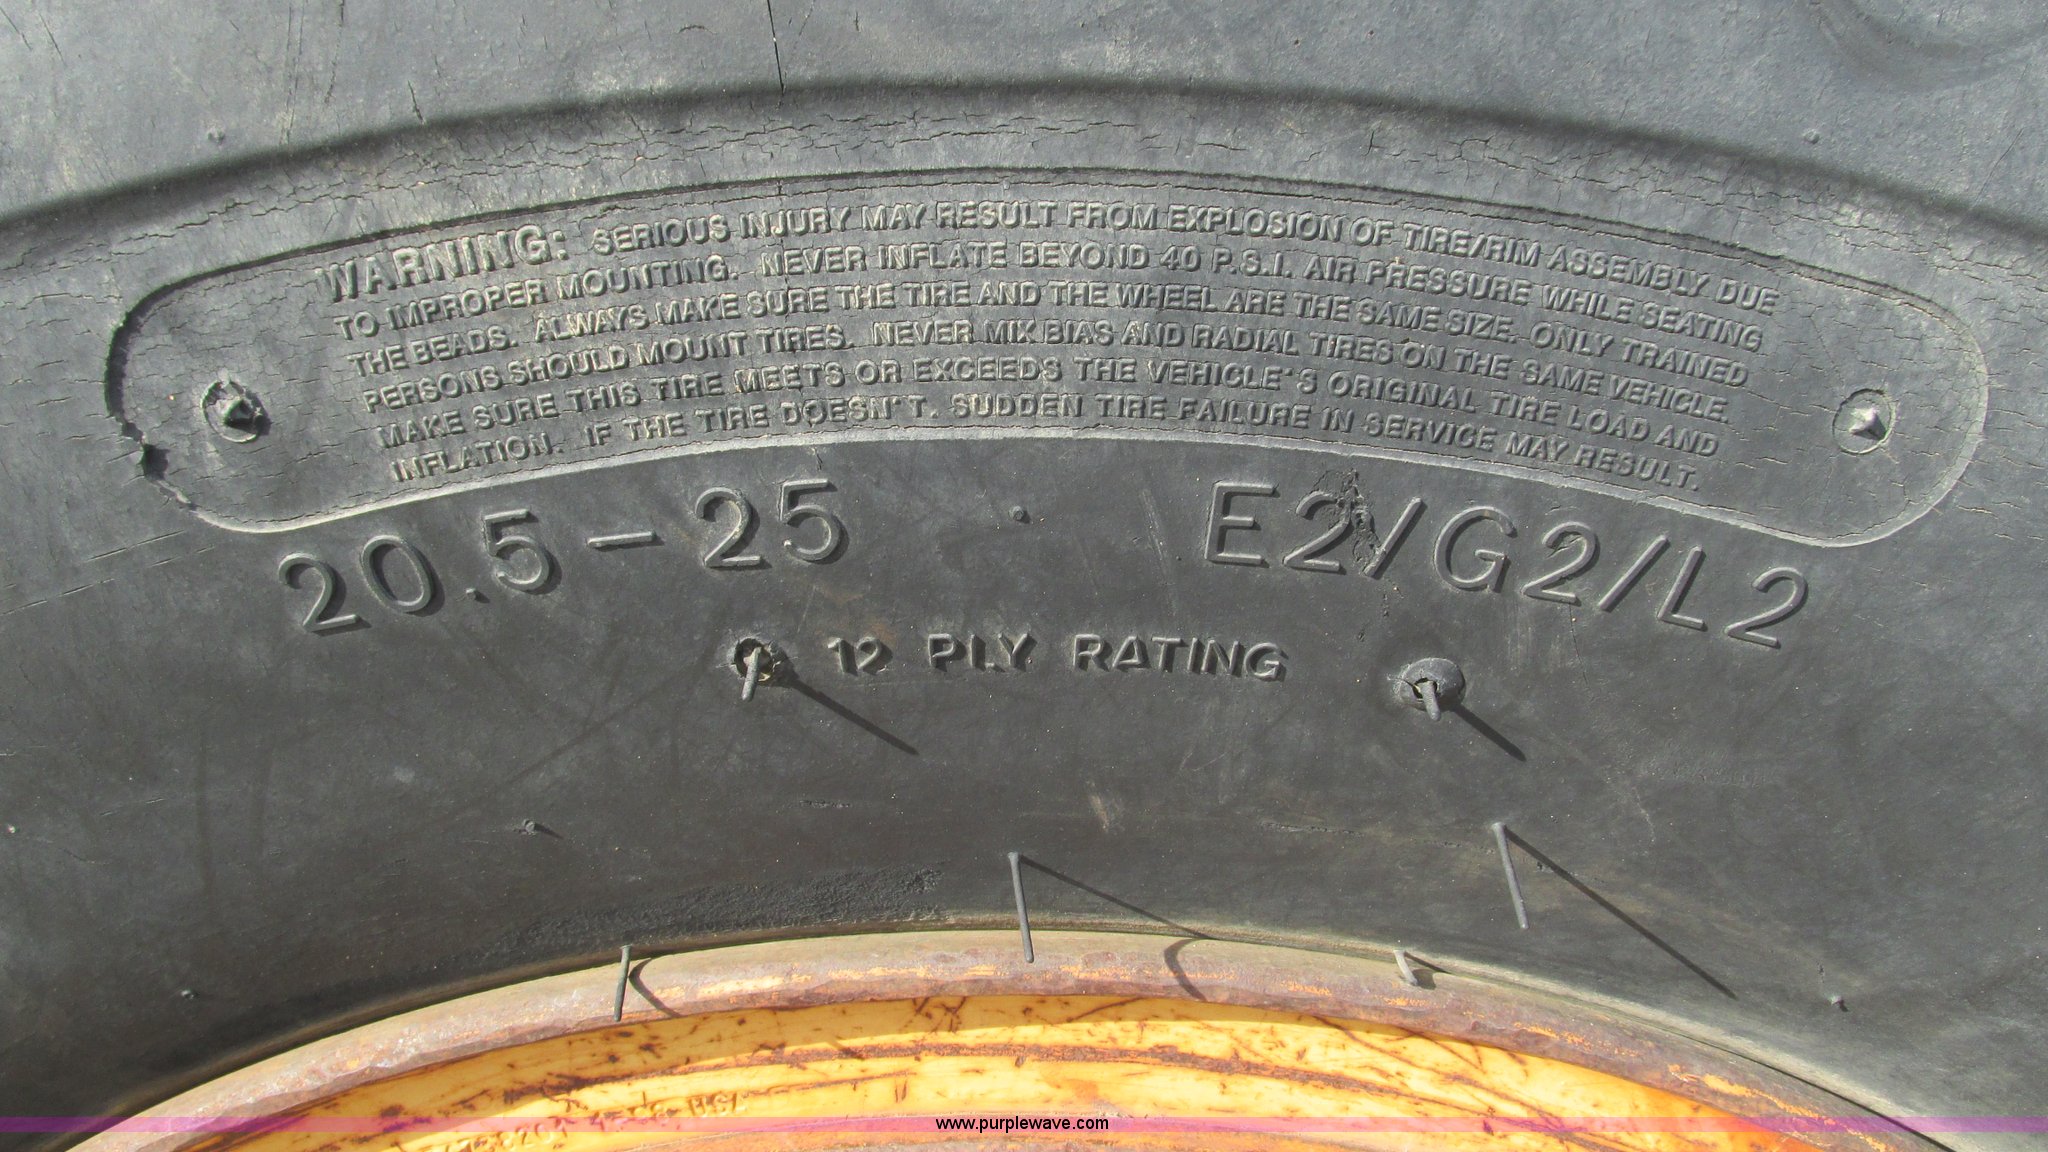 WARNING: SERIOUS INJURY MAY RESULT FROM EXPLOSION OF TIRE/RIM ASSEMBLY DUE
TO IMPROPER MOUNTING. NEVER INFLATE BEYOND 40 P.S.I. AIR PRESSURE WHILE SEATING
THE BEADS. ALWAYS MAKE SURE THE TIRE AND THE WHEEL ARE THE SAME SIZE. ONLY TRAINED
PERSONS SHOULD MOUNT TIRES. NEVER MIX BIAS AND RADIAL TIRES ON THE SAME VEHICLE.
MAKE SURE THIS TIRE MEETS OR EXCEEDS THE VEHICLE'S ORIGINAL TIRE LOAD AND
INFLATION. IF THE TIRE DOESN'T, SUDDEN TIRE FAILURE IN SERVICE MAY RESULT.
20.5-25 E2/G2/L2
12 PLY RATING
www.purplewave.com